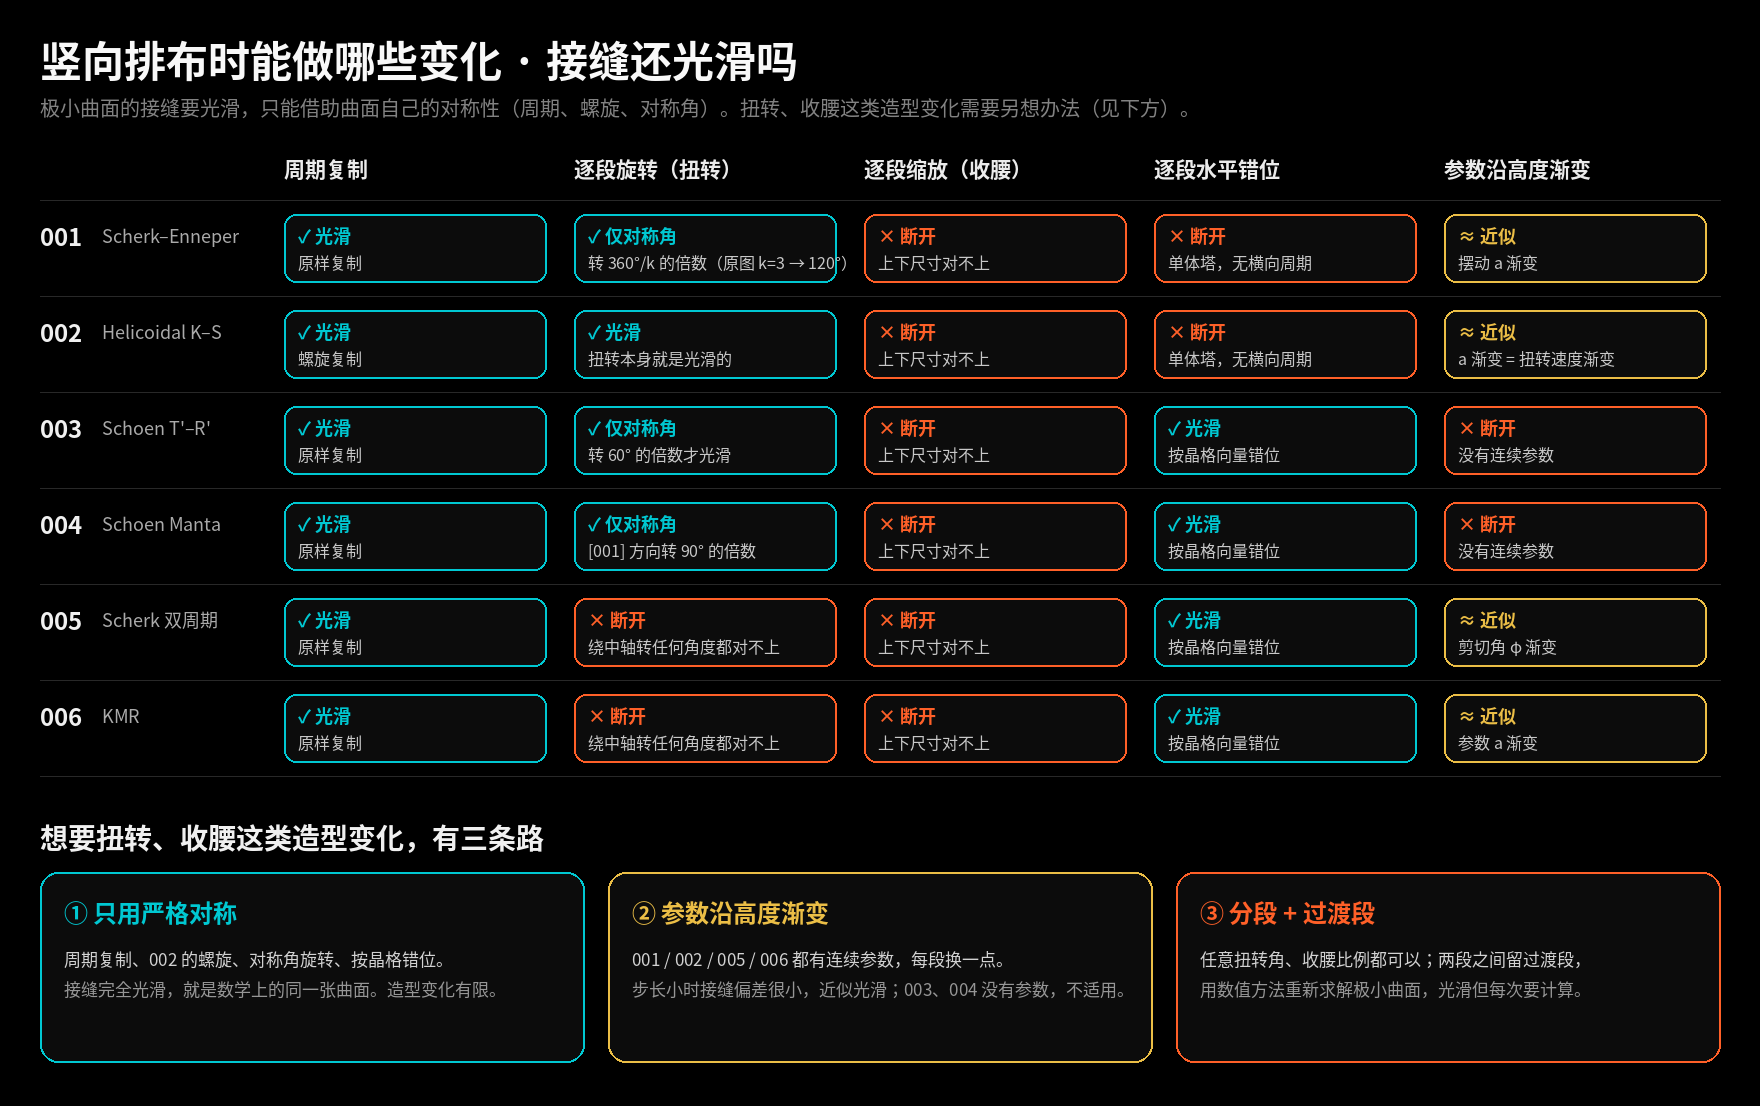 竖向排布时能做哪些变化 · 接缝还光滑吗
极小曲面的接缝要光滑，只能借助曲面自己的对称性（周期、螺旋、对称角）。扭转、收腰这类造型变化需要另想办法（见下方）。
周期复制 逐段旋转（扭转） 逐段缩放（收腰） 逐段水平错位 参数沿高度渐变
001 Scherk–Enneper ✓ 光滑 ✓ 仅对称角 × 断开 × 断开 ≈ 近似
原样复制 转 360°/k 的倍数（原图 k=3 → 120°） 上下尺寸对不上 单体塔，无横向周期 摆动 a 渐变
002 Helicoidal K–S ✓ 光滑 ✓ 光滑 × 断开 × 断开 ≈ 近似
螺旋复制 扭转本身就是光滑的 上下尺寸对不上 单体塔，无横向周期 a 渐变 = 扭转速度渐变
003 Schoen T'–R' ✓ 光滑 ✓ 仅对称角 × 断开 ✓ 光滑 × 断开
原样复制 转 60° 的倍数才光滑 上下尺寸对不上 按晶格向量错位 没有连续参数
004 Schoen Manta ✓ 光滑 ✓ 仅对称角 × 断开 ✓ 光滑 × 断开
原样复制 [001] 方向转 90° 的倍数 上下尺寸对不上 按晶格向量错位 没有连续参数
005 Scherk 双周期 ✓ 光滑 × 断开 × 断开 ✓ 光滑 ≈ 近似
原样复制 绕中轴转任何角度都对不上 上下尺寸对不上 按晶格向量错位 剪切角 φ 渐变
006 KMR ✓ 光滑 × 断开 × 断开 ✓ 光滑 ≈ 近似
原样复制 绕中轴转任何角度都对不上 上下尺寸对不上 按晶格向量错位 参数 a 渐变
想要扭转、收腰这类造型变化，有三条路
① 只用严格对称
周期复制、002 的螺旋、对称角旋转、按晶格错位。
接缝完全光滑，就是数学上的同一张曲面。造型变化有限。
② 参数沿高度渐变
001 / 002 / 005 / 006 都有连续参数，每段换一点。
步长小时接缝偏差很小，近似光滑；003、004 没有参数，不适用。
③ 分段 + 过渡段
任意扭转角、收腰比例都可以；两段之间留过渡段，
用数值方法重新求解极小曲面，光滑但每次要计算。